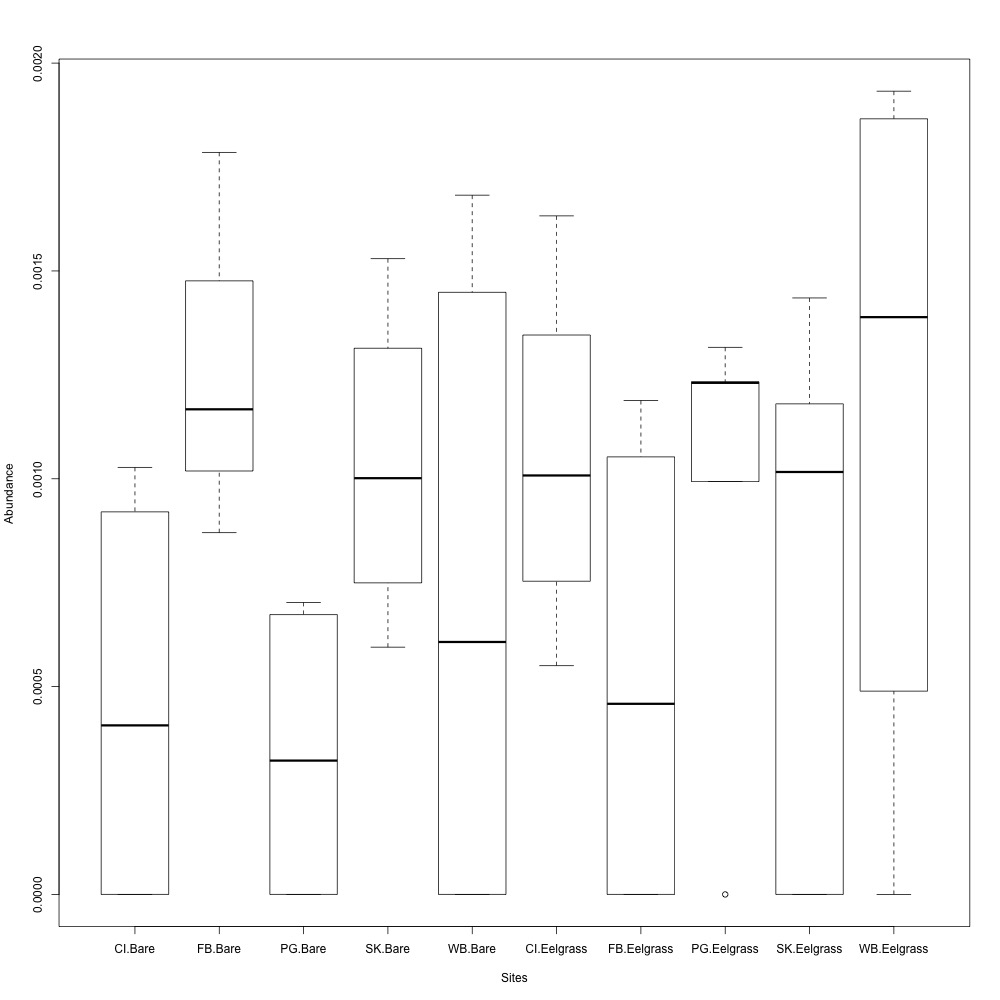 0.0020
0.0015
0.0010
0.0005
0.0000
Abundance
CI.Bare FB.Bare PG.Bare SK.Bare WB.Bare CI.Eelgrass FB.Eelgrass PG.Eelgrass SK.Eelgrass WB.Eelgrass
Sites